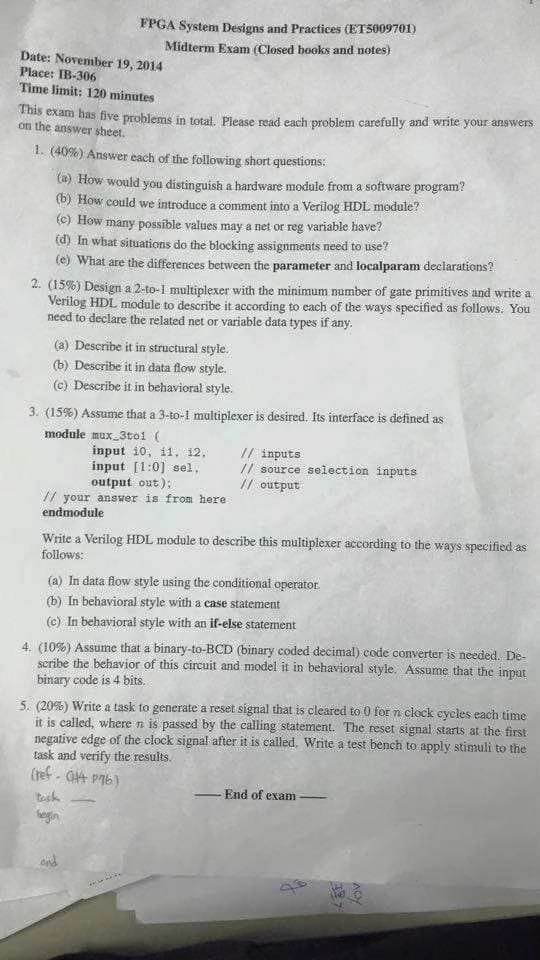 FPGA System Designs and Practices (ET5009701)
Midterm Exam (Closed books and notes)
Date: November 19, 2014
Place: IB-306
Time limit: 120 minutes
This exam has five problems in total. Please read each problem carefully and write your answers
on the answer sheet.
1. (40%) Answer each of the following short questions:
(a) How would you distinguish a hardware module from a software program?
(b) How could we introduce a comment into a Verilog HDL module?
(c) How many possible values may a net or reg variable have?
(d) In what situations do the blocking assignments need to use?
(e) What are the differences between the parameter and localparam declarations?
2. (15%) Design a 2-to-1 multiplexer with the minimum number of gate primitives and write a
Verilog HDL module to describe it according to each of the ways specified as follows. You
need to declare the related net or variable data types if any.
(a) Describe it in structural style.
(b) Describe it in data flow style.
(c) Describe it in behavioral style.
3. (15%) Assume that a 3-to-1 multiplexer is desired. Its interface is defined as
module mux_3to1 (
input i0, i1, i2, // inputs
input [1:0] sel, // source selection inputs
output out); // output
// your answer is from here
endmodule
Write a Verilog HDL module to describe this multiplexer according to the ways specified as
follows:
(a) In data flow style using the conditional operator.
(b) In behavioral style with a case statement
(c) In behavioral style with an if-else statement
4. (10%) Assume that a binary-to-BCD (binary coded decimal) code converter is needed. De-
scribe the behavior of this circuit and model it in behavioral style. Assume that the input
binary code is 4 bits.
5. (20%) Write a task to generate a reset signal that is cleared to 0 for n clock cycles each time
it is called, where n is passed by the calling statement. The reset signal starts at the first
negative edge of the clock signal after it is called. Write a test bench to apply stimuli to the
task and verify the results.
(ref - CH4 P96)
task
begin
end
End of exam